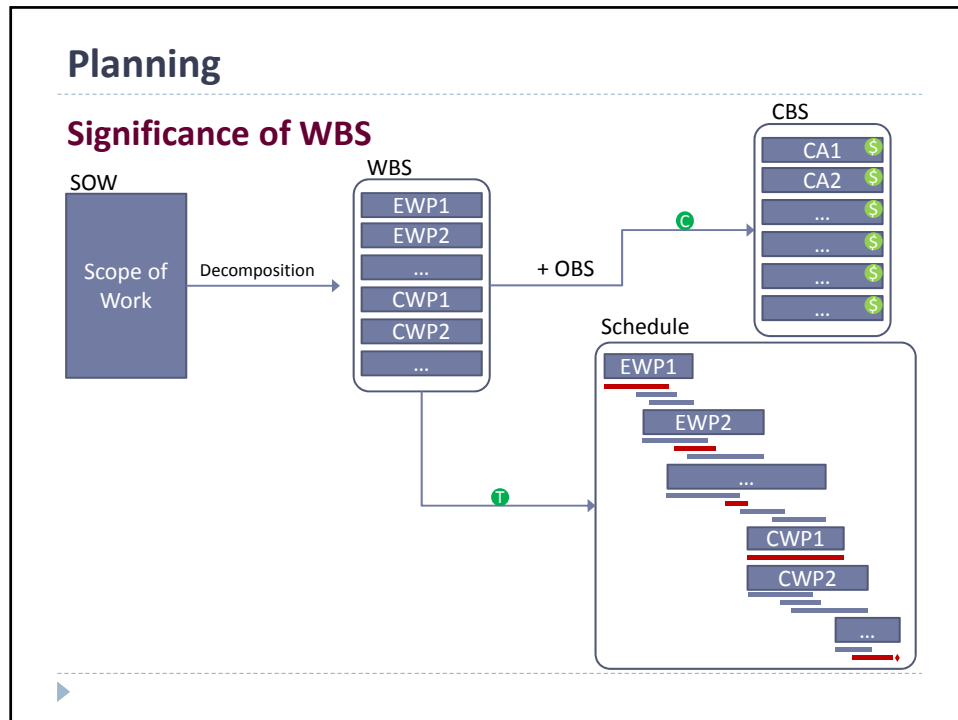 Planning
Significance of WBS
SOW
Scope of
Work
Decomposition
WBS
EWP1
EWP2
...
CWP1
CWP2
...
+ OBS
C
CBS
CA1 $
CA2 $
... $
... $
... $
... $
T
Schedule
EWP1
EWP2
...
CWP1
CWP2
...